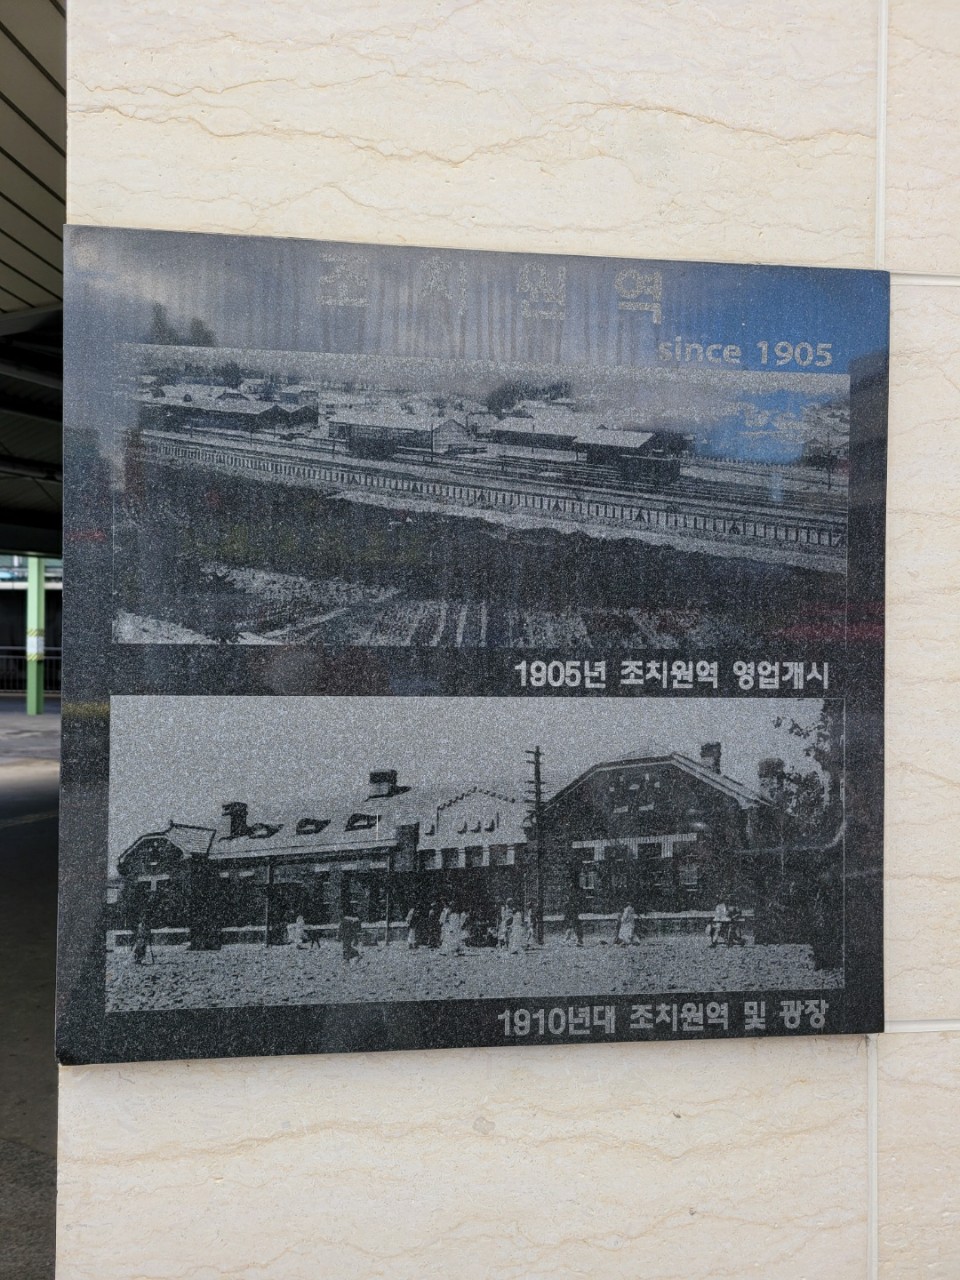 조치원역
since 1905
1905년 조치원역 영업개시
1910년대 조치원역 및 광장